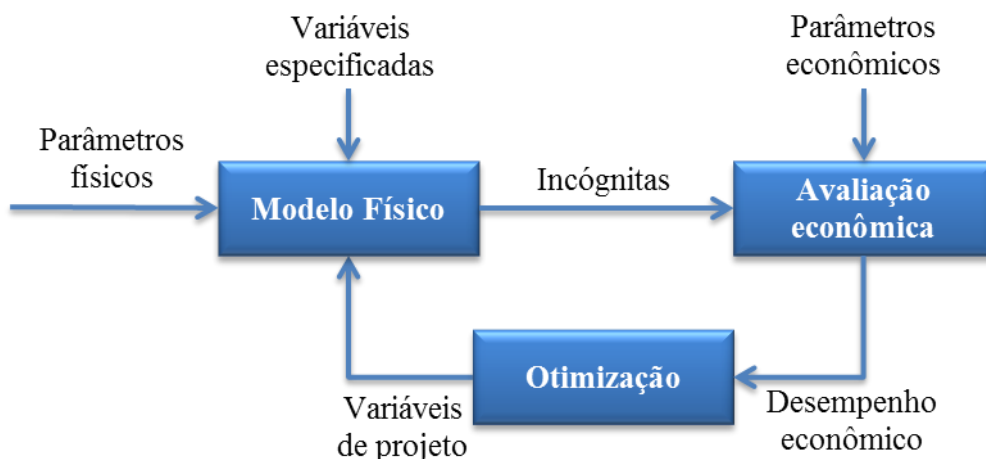 Variáveis
especificadas
Parâmetros
econômicos
Parâmetros
físicos
Modelo Físico
Incógnitas
Avaliação
econômica
Otimização
Variáveis
de projeto
Desempenho
econômico